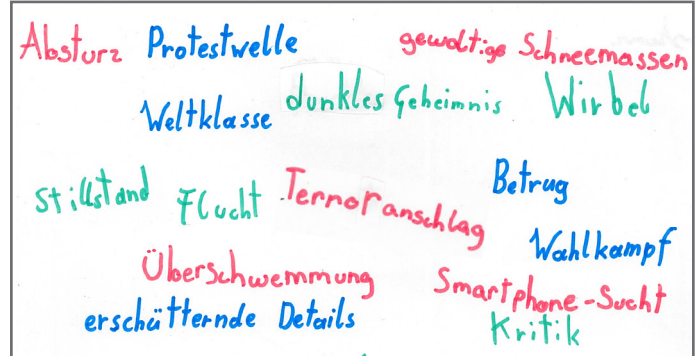 Absturz Protestwelle gewaltige Schneemassen
Weltklasse dunkles Geheimnis Wirbel
Stillstand Flucht Terroranschlag Betrug
Wahlkampf
Überschwemmung Smartphone-Sucht
erschütternde Details Kritik